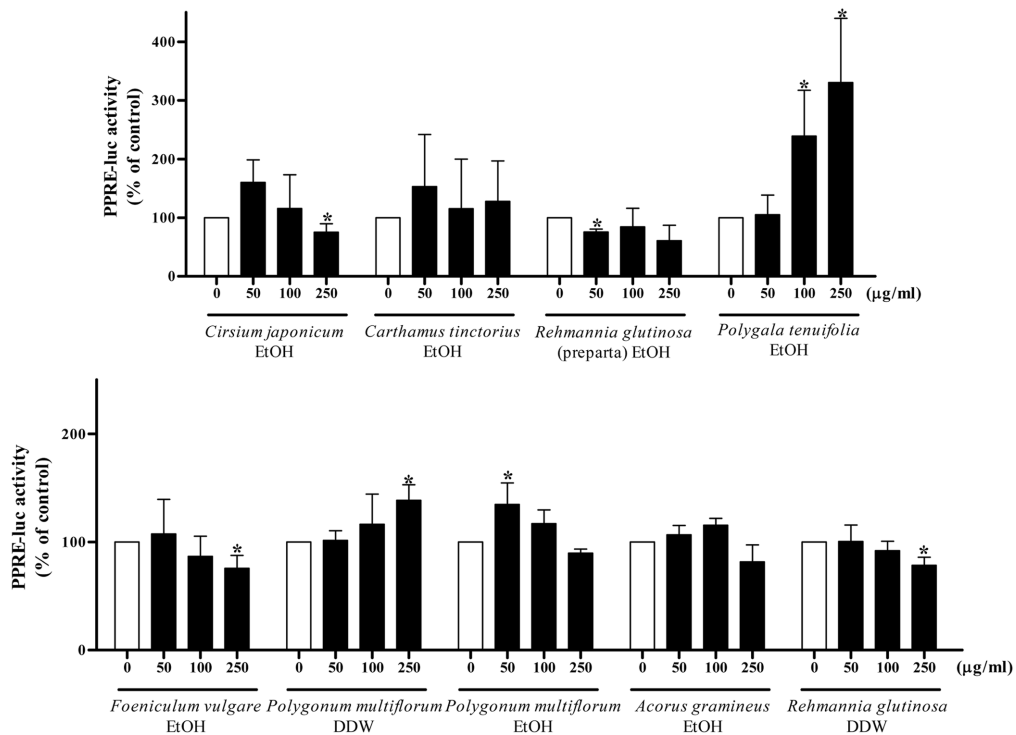 PPRE-luc activity
(% of control)
400
300
200
100
0
*
*
*
*
0 50 100 250 0 50 100 250 0 50 100 250 0 50 100 250 (μg/ml)
Cirsium japonicum Carthamus tinctorius Rehmannia glutinosa Polygala tenuifolia
EtOH EtOH (preparta) EtOH EtOH
PPRE-luc activity
(% of control)
200
100
0
*
*
*
*
0 50 100 250 0 50 100 250 0 50 100 250 0 50 100 250 0 50 100 250 (μg/ml)
Foeniculum vulgare Polygonum multiflorum Polygonum multiflorum Acorus gramineus Rehmannia glutinosa
EtOH DDW EtOH EtOH DDW